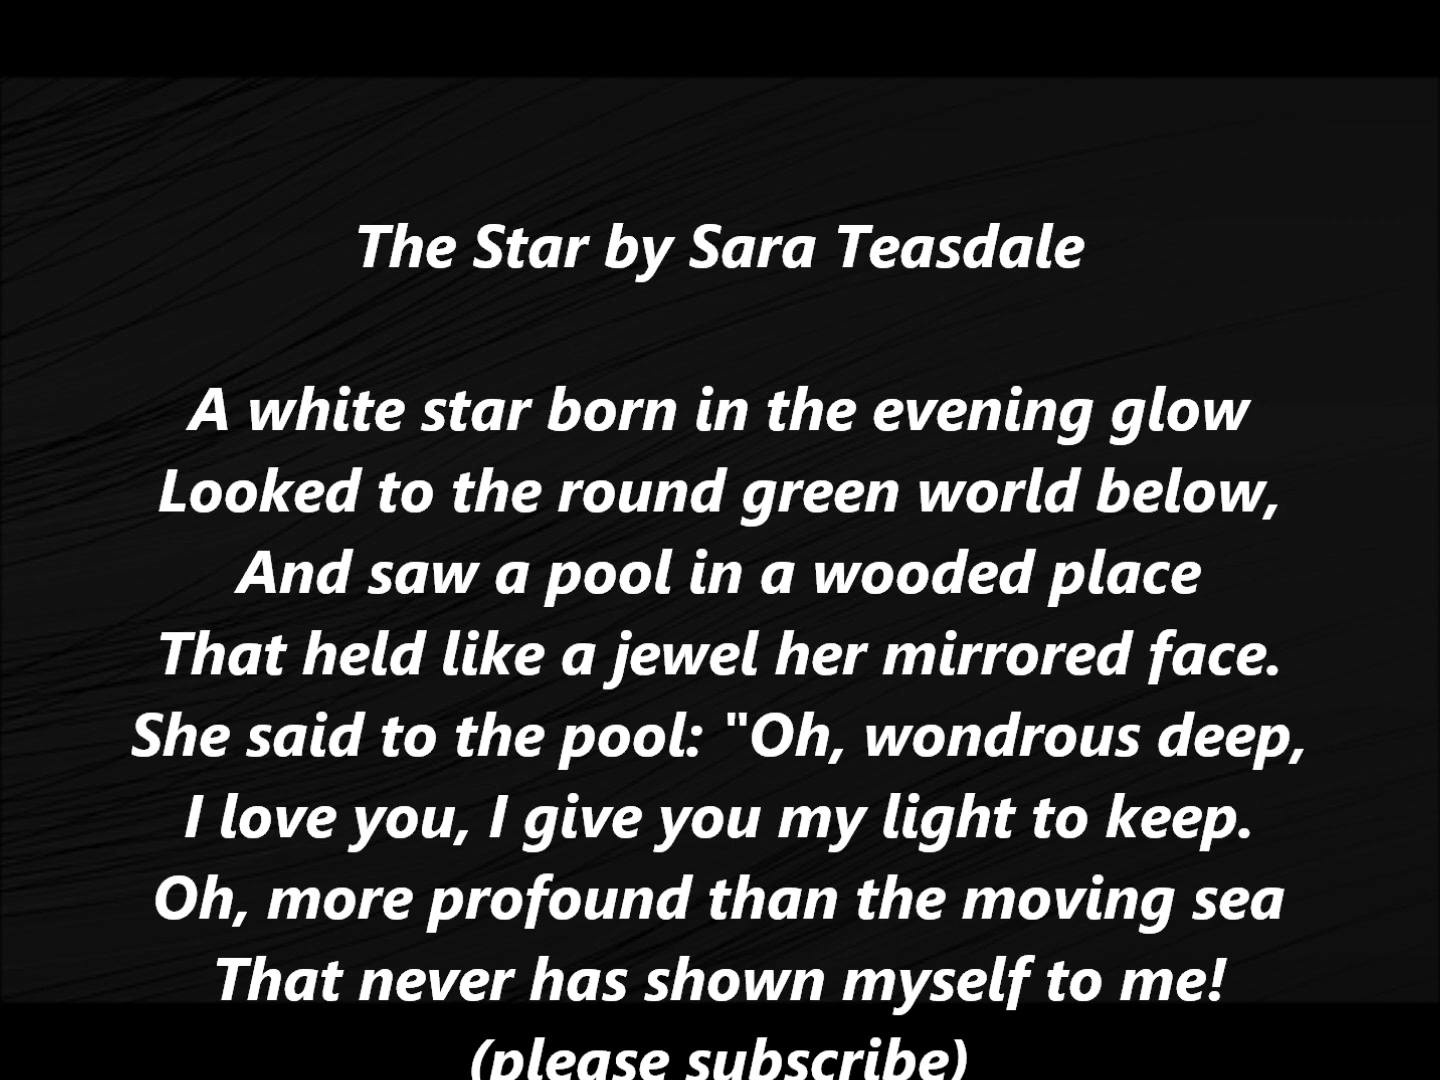 The Star by Sara Teasdale
A white star born in the evening glow
Looked to the round green world below,
And saw a pool in a wooded place
That held like a jewel her mirrored face.
She said to the pool: "Oh, wondrous deep,
I love you, I give you my light to keep.
Oh, more profound than the moving sea
That never has shown myself to me!
(please subscribe)